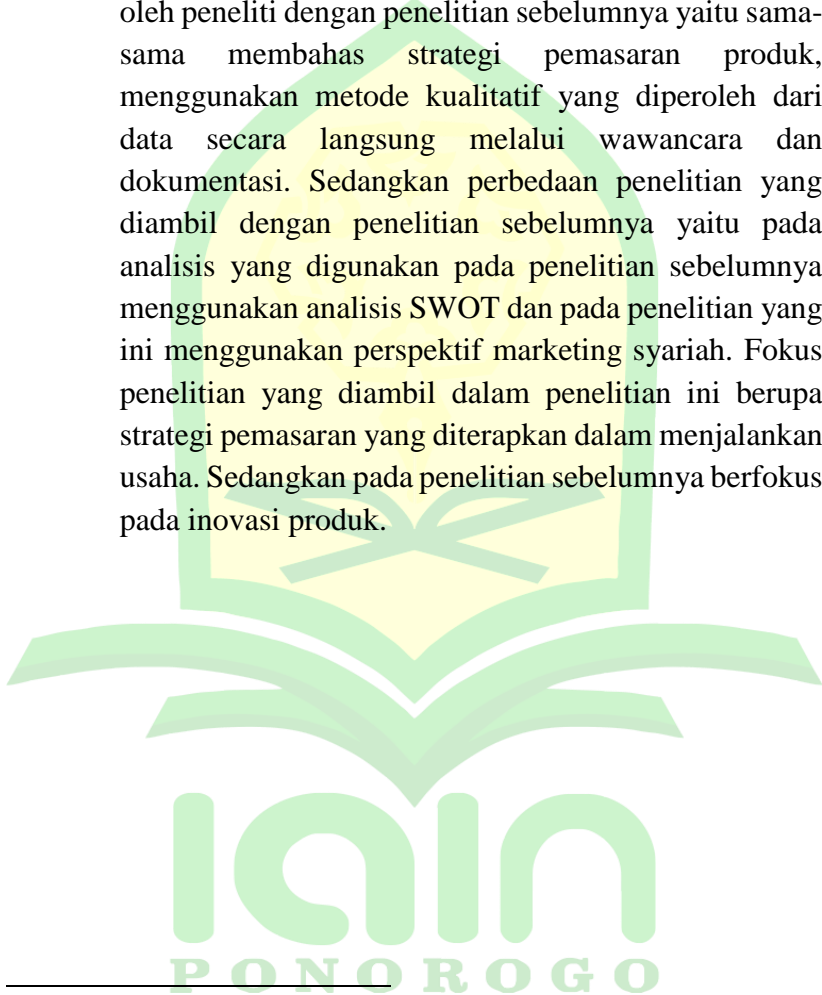 oleh peneliti dengan penelitian sebelumnya yaitu sama-
sama membahas strategi pemasaran produk,
menggunakan metode kualitatif yang diperoleh dari
data secara langsung melalui wawancara dan
dokumentasi. Sedangkan perbedaan penelitian yang
diambil dengan penelitian sebelumnya yaitu pada
analisis yang digunakan pada penelitian sebelumnya
menggunakan analisis SWOT dan pada penelitian yang
ini menggunakan perspektif marketing syariah. Fokus
penelitian yang diambil dalam penelitian ini berupa
strategi pemasaran yang diterapkan dalam menjalankan
usaha. Sedangkan pada penelitian sebelumnya berfokus
pada inovasi produk.
iain
PONOROGO